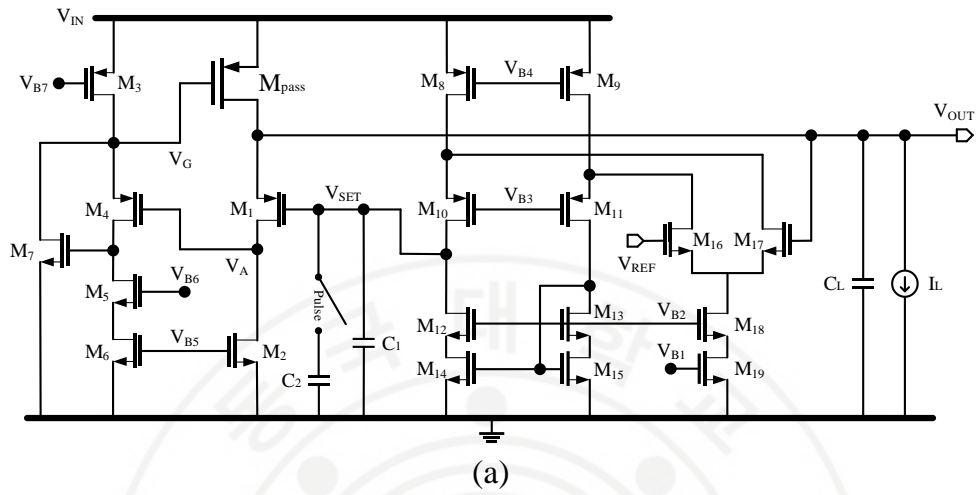 V_IN
V_B7
M_3
M_pass
M_8
V_B4
M_9
V_OUT
V_G
M_4
M_1
V_SET
M_10
V_B3
M_11
M_7
V_A
M_16
M_17
V_REF
M_5
V_B6
Pulse
C_L
I_L
M_12
M_13
V_B2
M_18
M_6
V_B5
M_2
C_1
M_14
M_15
V_B1
M_19
C_2
(a)